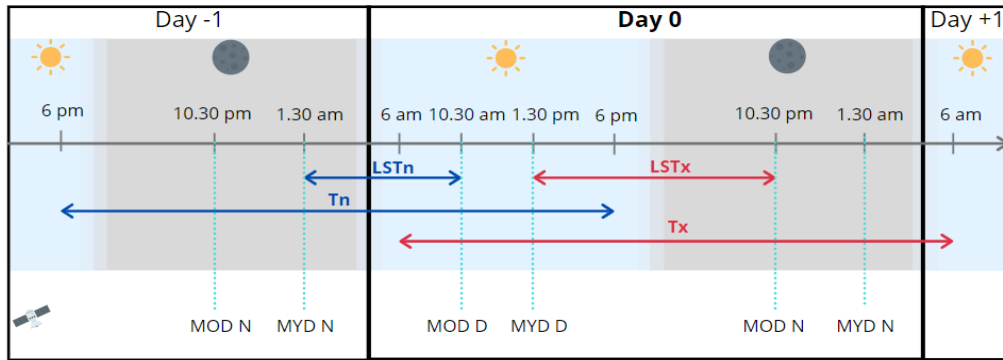 Day -1
Day 0
Day +1
6 pm
10.30 pm
1.30 am
6 am
10.30 am
1.30 pm
6 pm
10.30 pm
1.30 am
6 am
LSTn
LSTx
Tn
Tx
MOD N
MYD N
MOD D
MYD D
MOD N
MYD N